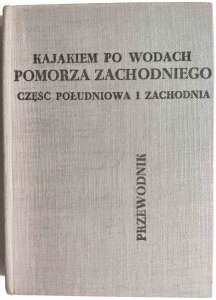 KAJAKIEM PO WODACH
POMORZA ZACHODNIEGO
CZĘŚĆ POŁUDNIOWA I ZACHODNIA
PRZEWODNIK